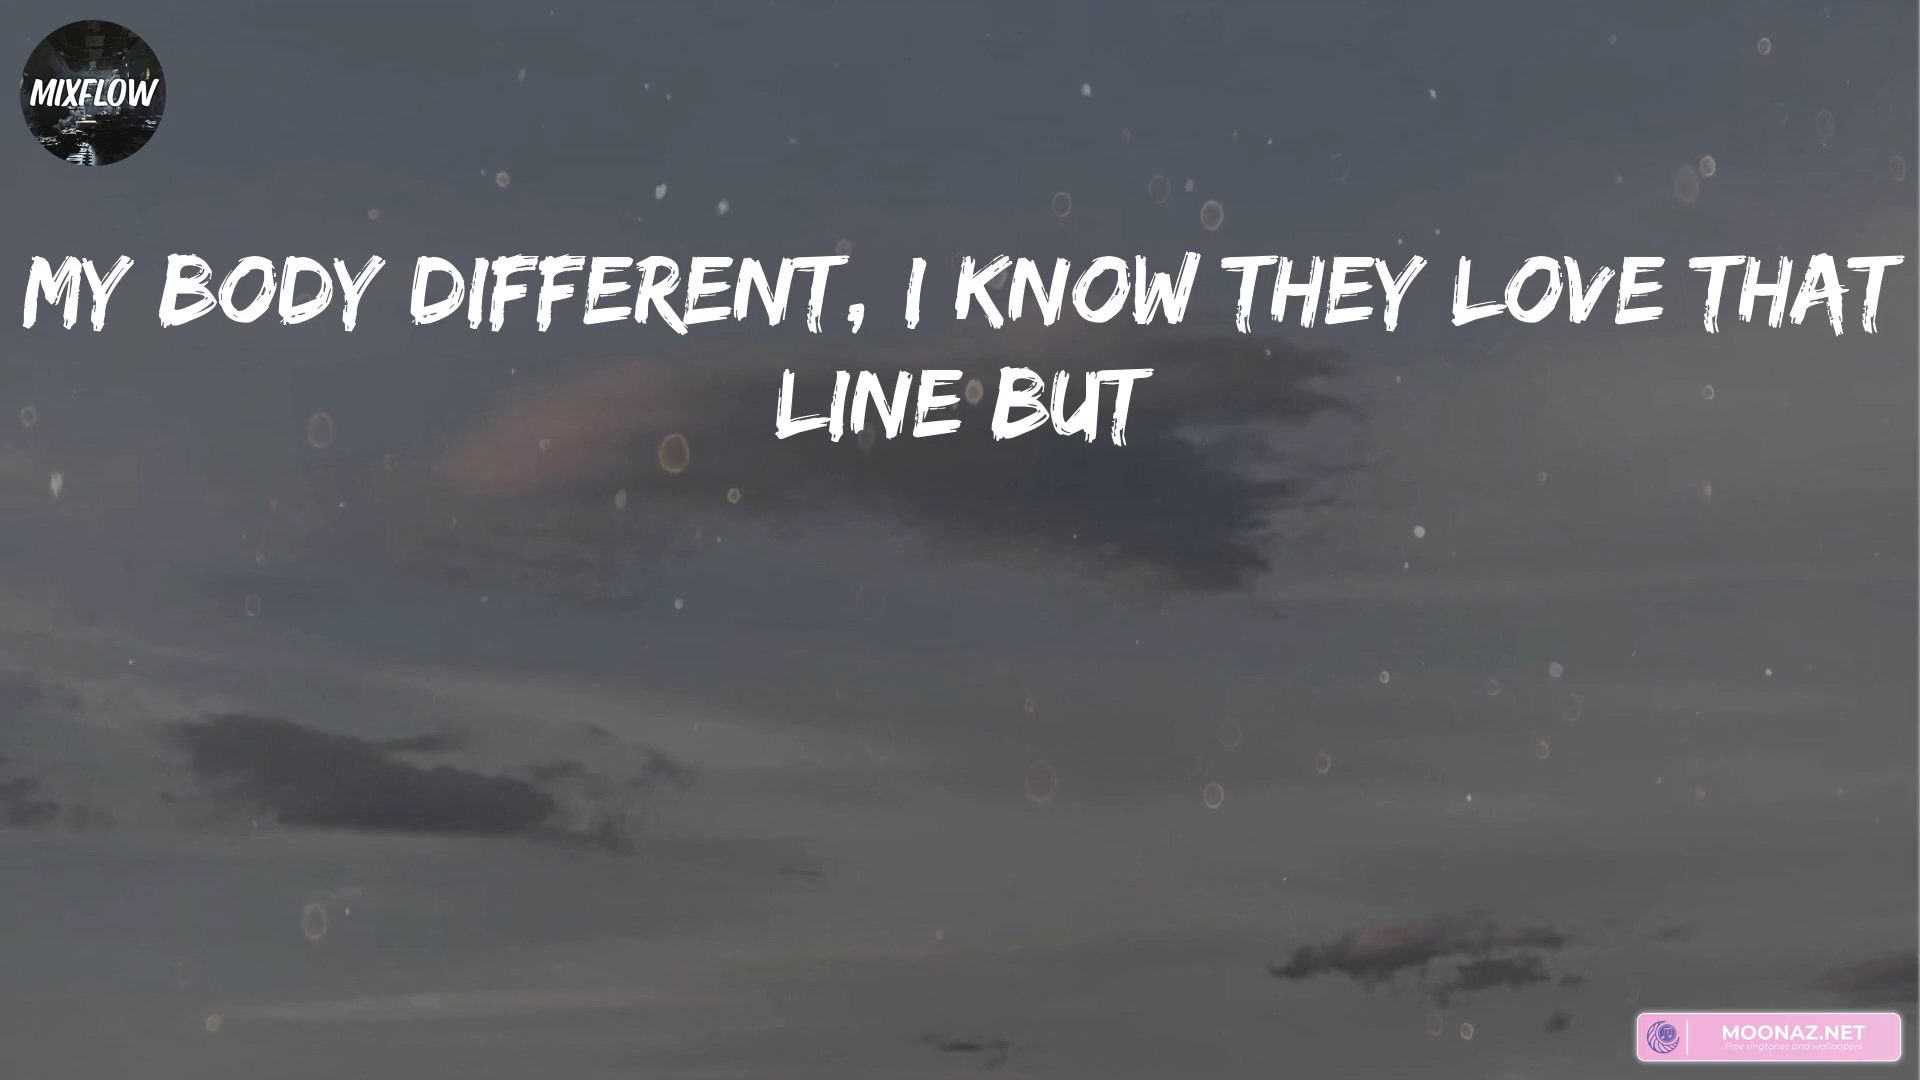 MIXFLOW
MY BODY DIFFERENT, I KNOW THEY LOVE THAT
LINE BUT
MOONAZ.NET
Free ringtones and wallpapers